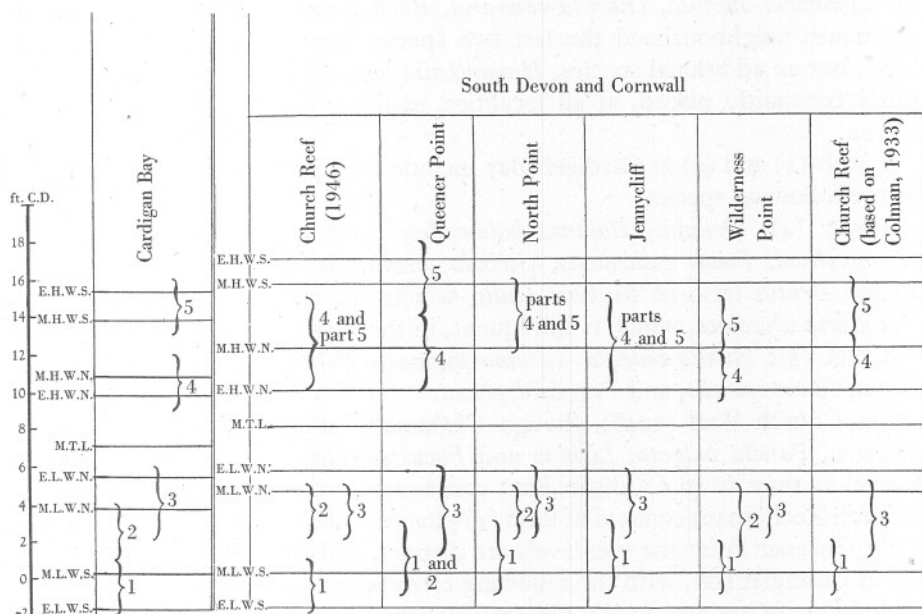 South Devon and Cornwall
ft. C.D.
Cardigan Bay
Church Reef
(1946)
Queener Point
North Point
Jennycliff
Wilderness
Point
Church Reef
(based on
Colman, 1933)
18
16
14
12
10
8
6
4
2
0
-2
E.H.W.S.
M.H.W.S.
M.H.W.N.
E.H.W.N.
M.T.L.
E.L.W.N.
M.L.W.N.
M.L.W.S.
E.L.W.S.
5
4
3
2
1
E.H.W.S.
M.H.W.S.
M.H.W.N.
E.H.W.N.
M.T.L.
E.L.W.N.
M.L.W.N.
M.L.W.S.
E.L.W.S.
4 and
part 5
2
3
1
5
4
3
1 and
2
parts
4 and 5
2
3
1
parts
4 and 5
3
1
5
4
2
3
1
5
4
3
1